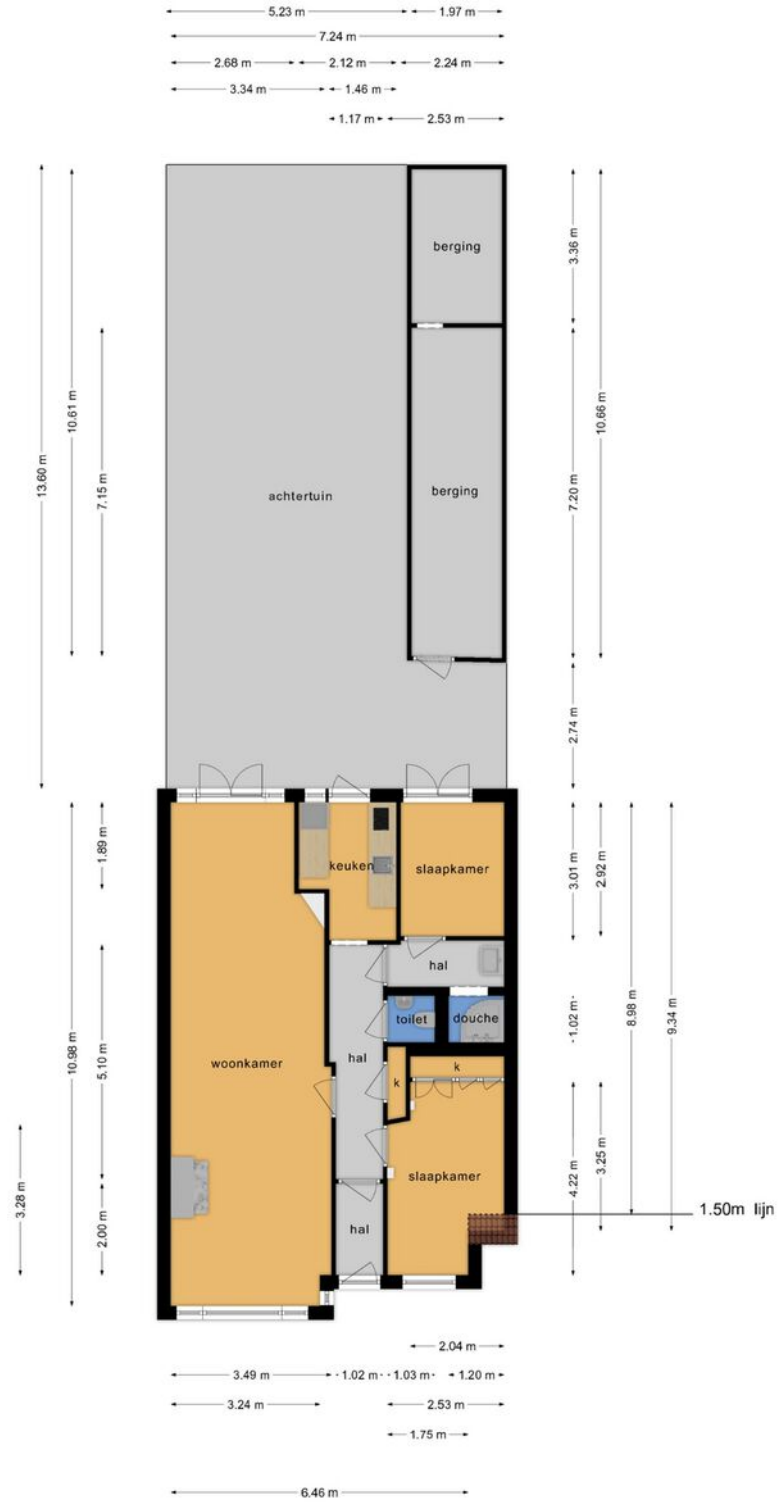 5.23 m 1.97 m
7.24 m
2.68 m 2.12 m 2.24 m
3.34 m 1.46 m
1.17 m 2.53 m
berging
3.36 m
10.61 m
10.66 m
13.60 m
7.15 m
achtertuin
berging
7.20 m
2.74 m
1.89 m
keuken
slaapkamer
3.01 m
2.92 m
hal
toilet
douche
1.02 m
8.98 m
9.34 m
10.98 m
5.10 m
woonkamer
hal
k
k
3.28 m
2.00 m
slaapkamer
4.22 m
3.25 m
1.50m lijn
hal
2.04 m
3.49 m 1.02 m 1.03 m 1.20 m
3.24 m 2.53 m
1.75 m
6.46 m